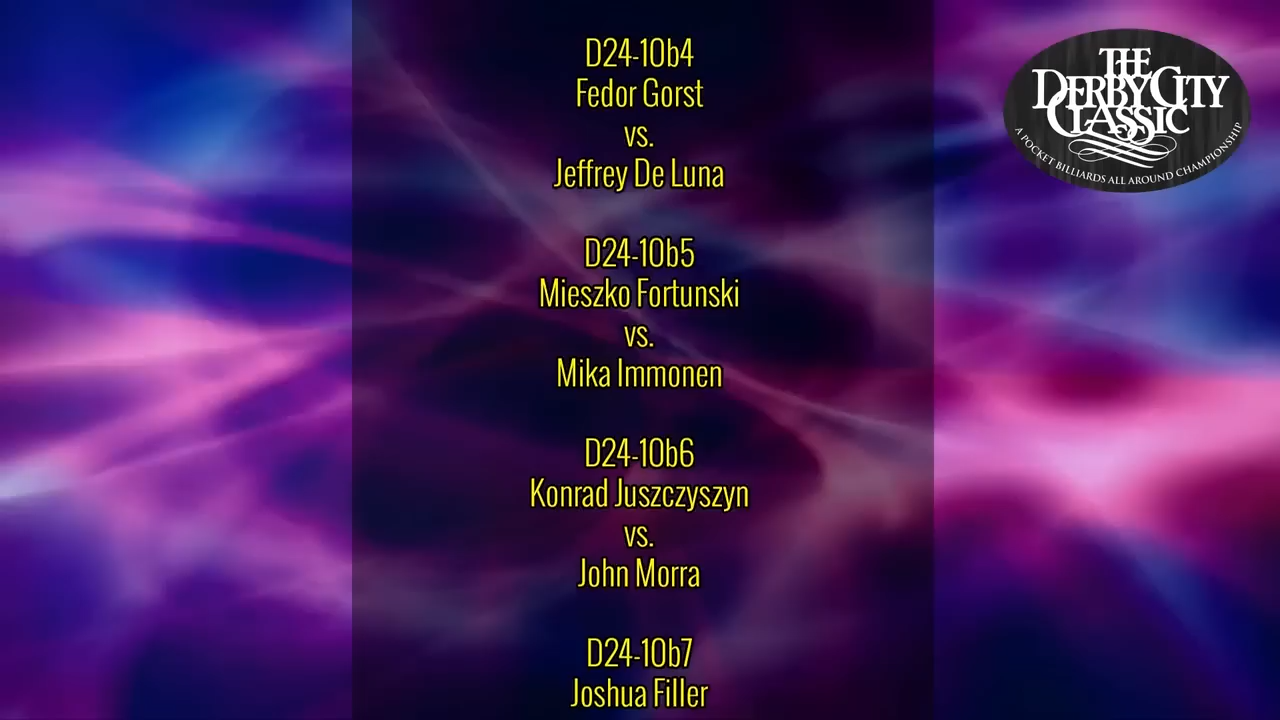 D24-10b4
Fedor Gorst
vs.
Jeffrey De Luna
D24-10b5
Mieszko Fortunski
vs.
Mika Immonen
D24-10b6
Konrad Juszczyszyn
vs.
John Morra
D24-10b7
Joshua Filler
THE
DERBY CITY
CLASSIC
A POCKET BILLIARDS ALL AROUND CHAMPIONSHIP